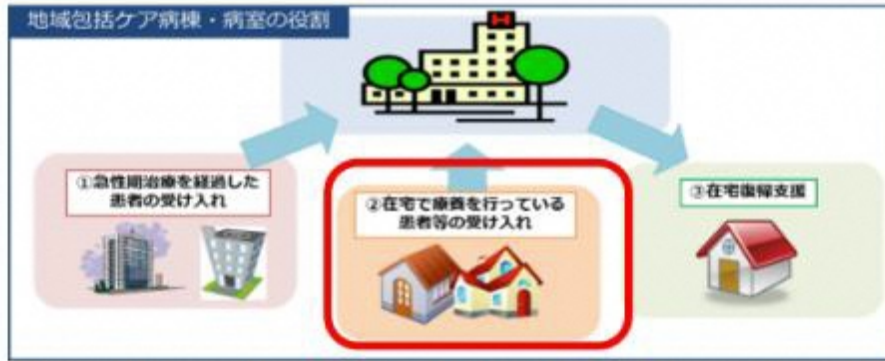 地域包括ケア病棟・病室の役割
H
①急性期治療を経過した
患者の受け入れ
②在宅で療養を行っている
患者等の受け入れ
③在宅復帰支援